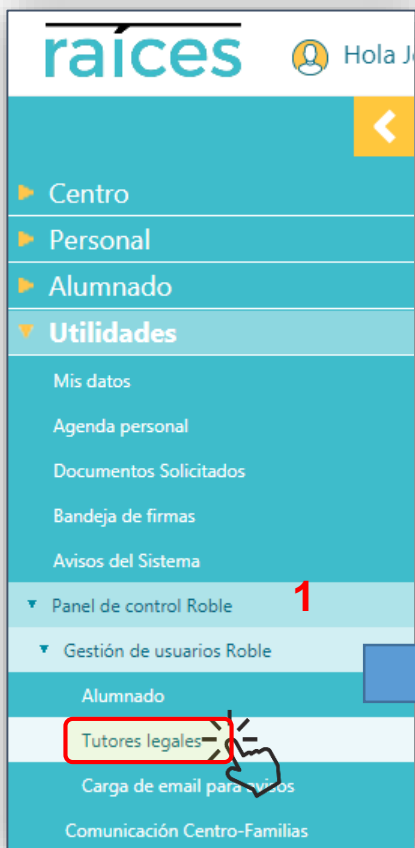 raíces
Hola J
Centro
Personal
Alumnado
Utilidades
Mis datos
Agenda personal
Documentos Solicitados
Bandeja de firmas
Avisos del Sistema
Panel de control Roble
1
Gestión de usuarios Roble
Alumnado
Tutores legales
Carga de email para avisos
Comunicación Centro-Familias